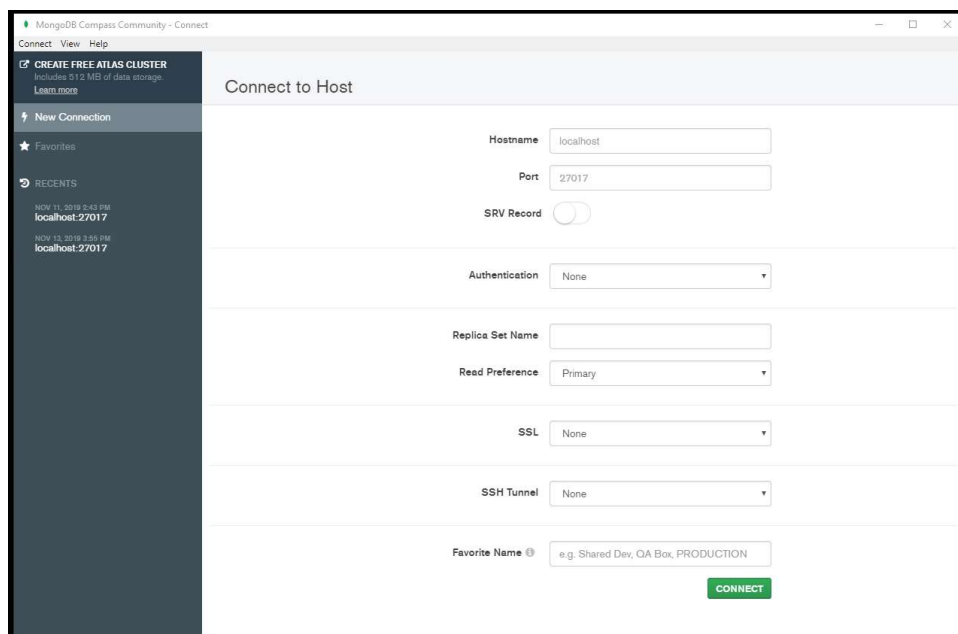 MongoDB Compass Community - Connect
Connect View Help
CREATE FREE ATLAS CLUSTER
Includes 512 MB of data storage.
Learn more
New Connection
Favorites
RECENTS
NOV 11, 2019 2:43 PM
localhost:27017
NOV 12, 2019 3:55 PM
localhost:27017
Connect to Host
Hostname localhost
Port 27017
SRV Record
Authentication None
Replica Set Name
Read Preference Primary
SSL None
SSH Tunnel None
Favorite Name e.g. Shared Dev, QA Box, PRODUCTION
CONNECT